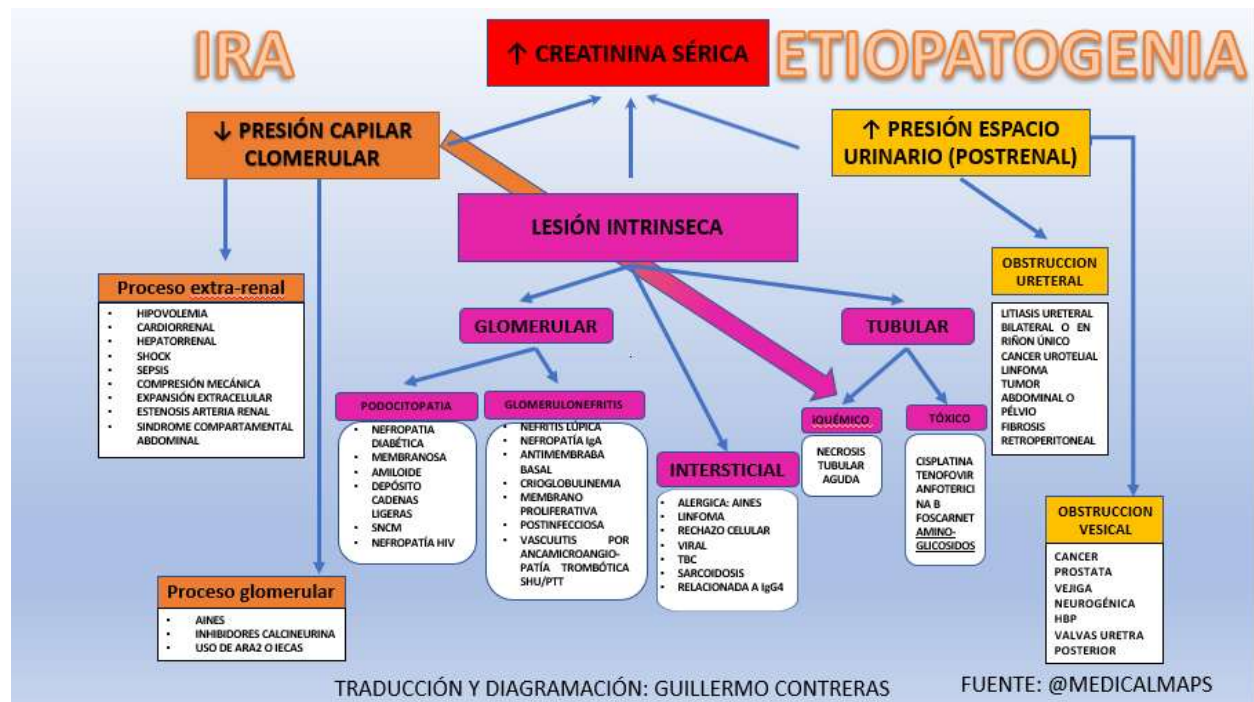 IRA
↑ CREATININA SÉRICA
ETIOPATOGENIA
↓ PRESIÓN CAPILAR
CLOMERULAR
↑ PRESIÓN ESPACIO
URINARIO (POSTRENAL)
LESIÓN INTRINSECA
Proceso extra-renal
• HIPOVOLEMIA
• CARDIORRENAL
• HEPATORRENAL
• SHOCK
• SEPSIS
• COMPRESIÓN MECÁNICA
• EXPANSIÓN EXTRACELULAR
• ESTENOSIS ARTERIA RENAL
• SINDROME COMPARTAMENTAL
ABDOMINAL
Proceso glomerular
• AINES
• INHIBIDORES CALCINEURINA
• USO DE ARA2 O IECAS
GLOMERULAR
PODOCITOPATIA
• NEFROPATIA
DIABÉTICA
• MEMBRANOSA
• AMILOIDE
• DEPÓSITO
CADENAS
LIGERAS
• SNCM
• NEFROPATÍA HIV
GLOMERULONEFRITIS
• NEFRITIS LÚPICA
• NEFROPATÍA IgA
• ANTIMEMBRABA
BASAL
• CRIOGLOBULINEMIA
• MEMBRANO
PROLIFERATIVA
• POSTINFECCIOSA
• VASCULITIS POR
ANCAMICROANGIO-
PATÍA TROMBÓTICA
SHU/PTT
INTERSTICIAL
• ALERGICA: AINES
• LINFOMA
• RECHAZO CELULAR
• VIRAL
• TBC
• SARCOIDOSIS
• RELACIONADA A IgG4
TUBULAR
IQUÉMICO
NECROSIS
TUBULAR
AGUDA
TÓXICO
CISPLATINA
TENOFOVIR
ANFOTERICI
NA B
FOSCARNET
AMINO-
GLICOSIDOS
OBSTRUCCION
URETERAL
LITIASIS URETERAL
BILATERAL O EN
RIÑON ÚNICO
CANCER UROTELIAL
LINFOMA
TUMOR
ABDOMINAL O
PÉLVIO
FIBROSIS
RETROPERITONEAL
OBSTRUCCION
VESICAL
CANCER
PROSTATA
VEJIGA
NEUROGÉNICA
HBP
VALVAS URETRA
POSTERIOR
TRADUCCIÓN Y DIAGRAMACIÓN: GUILLERMO CONTRERAS
FUENTE: @MEDICALMAPS